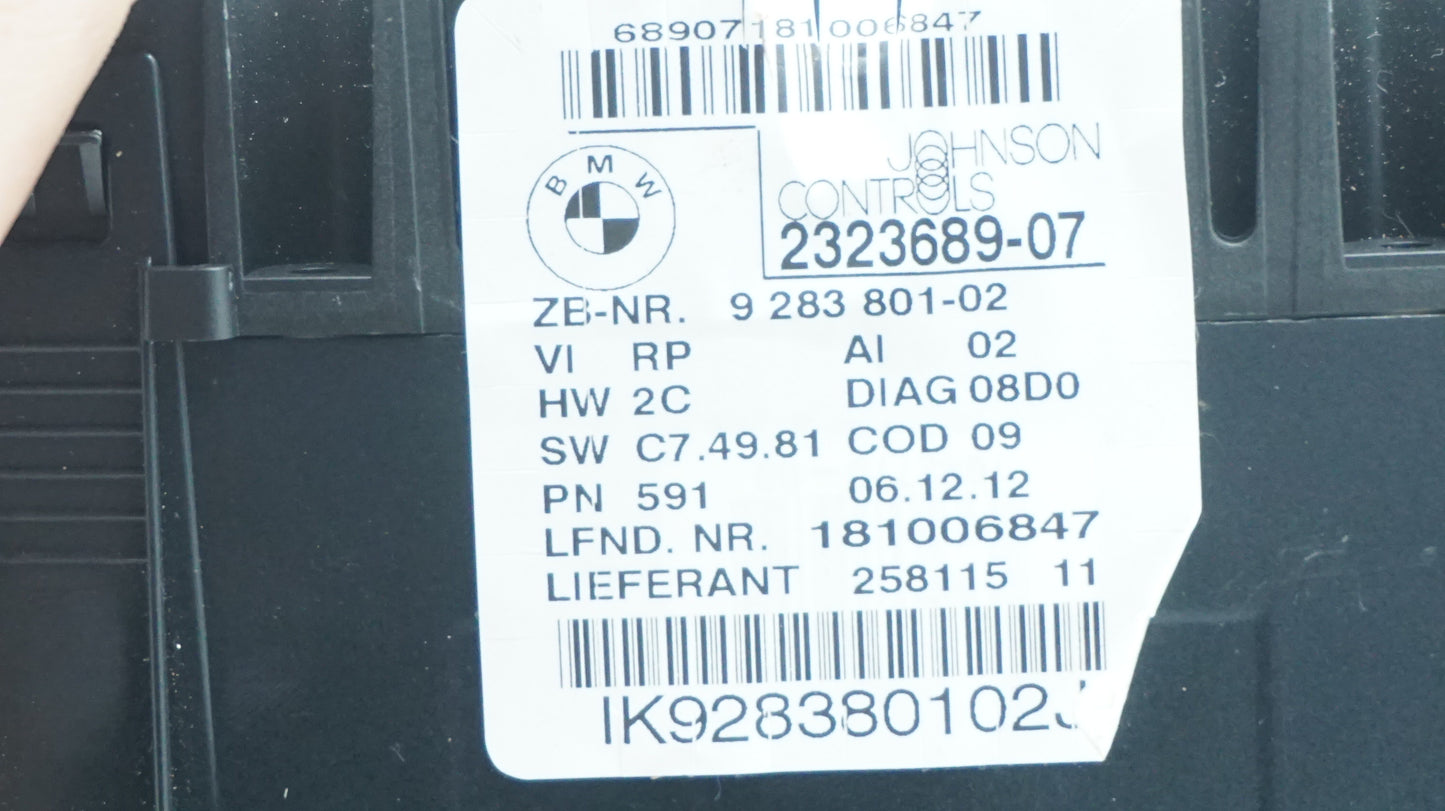 68907181006847
BMW
JOHNSON
CONTROLS
2323689-07
ZB-NR. 9 283 801-02
VI RP AI 02
HW 2C DIAG 08D0
SW C7.49.81 COD 09
PN 591 06.12.12
LFND. NR. 181006847
LIEFERANT 258115 11
IK928380102J